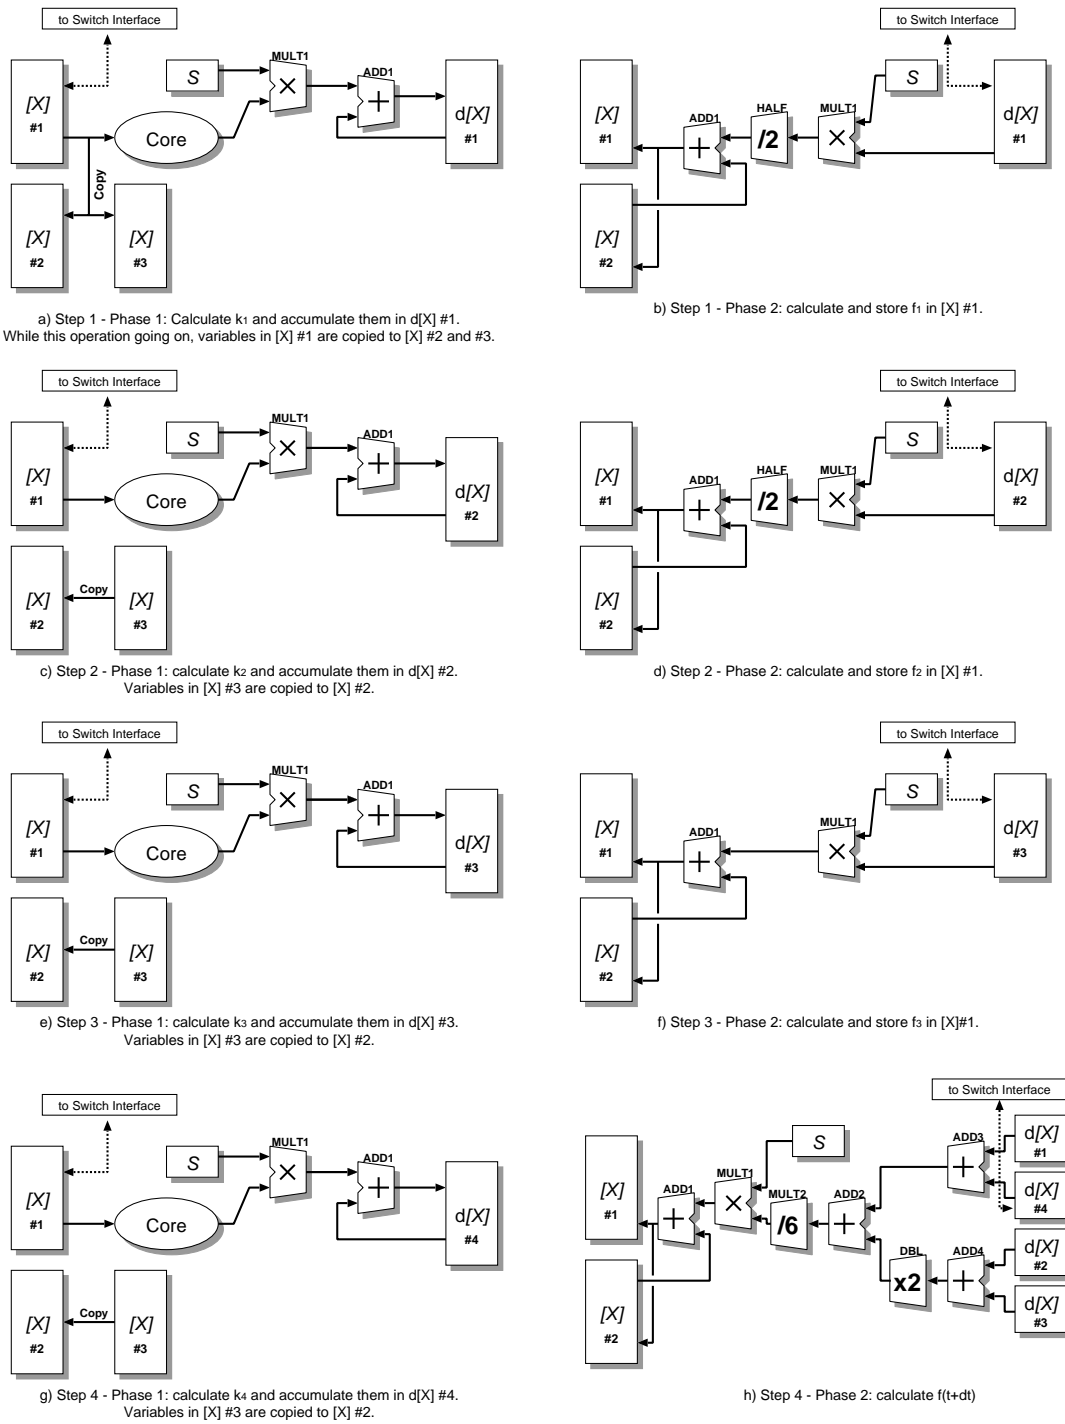 to Switch Interface
[X]
#1
S
MULT1
×
ADD1
+
d[X]
#1
Core
Copy
[X]
#2
[X]
#3
a) Step 1 - Phase 1: Calculate k1 and accumulate them in d[X] #1.
While this operation going on, variables in [X] #1 are copied to [X] #2 and #3.
to Switch Interface
[X]
#1
ADD1
+
HALF
/2
MULT1
×
S
d[X]
#1
[X]
#2
b) Step 1 - Phase 2: calculate and store f1 in [X] #1.
to Switch Interface
[X]
#1
S
MULT1
×
ADD1
+
d[X]
#2
Core
Copy
[X]
#2
[X]
#3
c) Step 2 - Phase 1: calculate k2 and accumulate them in d[X] #2.
Variables in [X] #3 are copied to [X] #2.
to Switch Interface
[X]
#1
ADD1
+
HALF
/2
MULT1
×
S
d[X]
#2
[X]
#2
d) Step 2 - Phase 2: calculate and store f2 in [X] #1.
to Switch Interface
[X]
#1
S
MULT1
×
ADD1
+
d[X]
#3
Core
Copy
[X]
#2
[X]
#3
e) Step 3 - Phase 1: calculate k3 and accumulate them in d[X] #3.
Variables in [X] #3 are copied to [X] #2.
to Switch Interface
[X]
#1
ADD1
+
MULT1
×
S
d[X]
#3
[X]
#2
f) Step 3 - Phase 2: calculate and store f3 in [X]#1.
to Switch Interface
[X]
#1
S
MULT1
×
ADD1
+
d[X]
#4
Core
Copy
[X]
#2
[X]
#3
g) Step 4 - Phase 1: calculate k4 and accumulate them in d[X] #4.
Variables in [X] #3 are copied to [X] #2.
to Switch Interface
[X]
#1
ADD1
+
MULT1
×
S
MULT2
/6
ADD2
+
ADD3
+
d[X]
#1
d[X]
#4
DBL
x2
ADD4
+
d[X]
#2
d[X]
#3
[X]
#2
h) Step 4 - Phase 2: calculate f(t+dt)